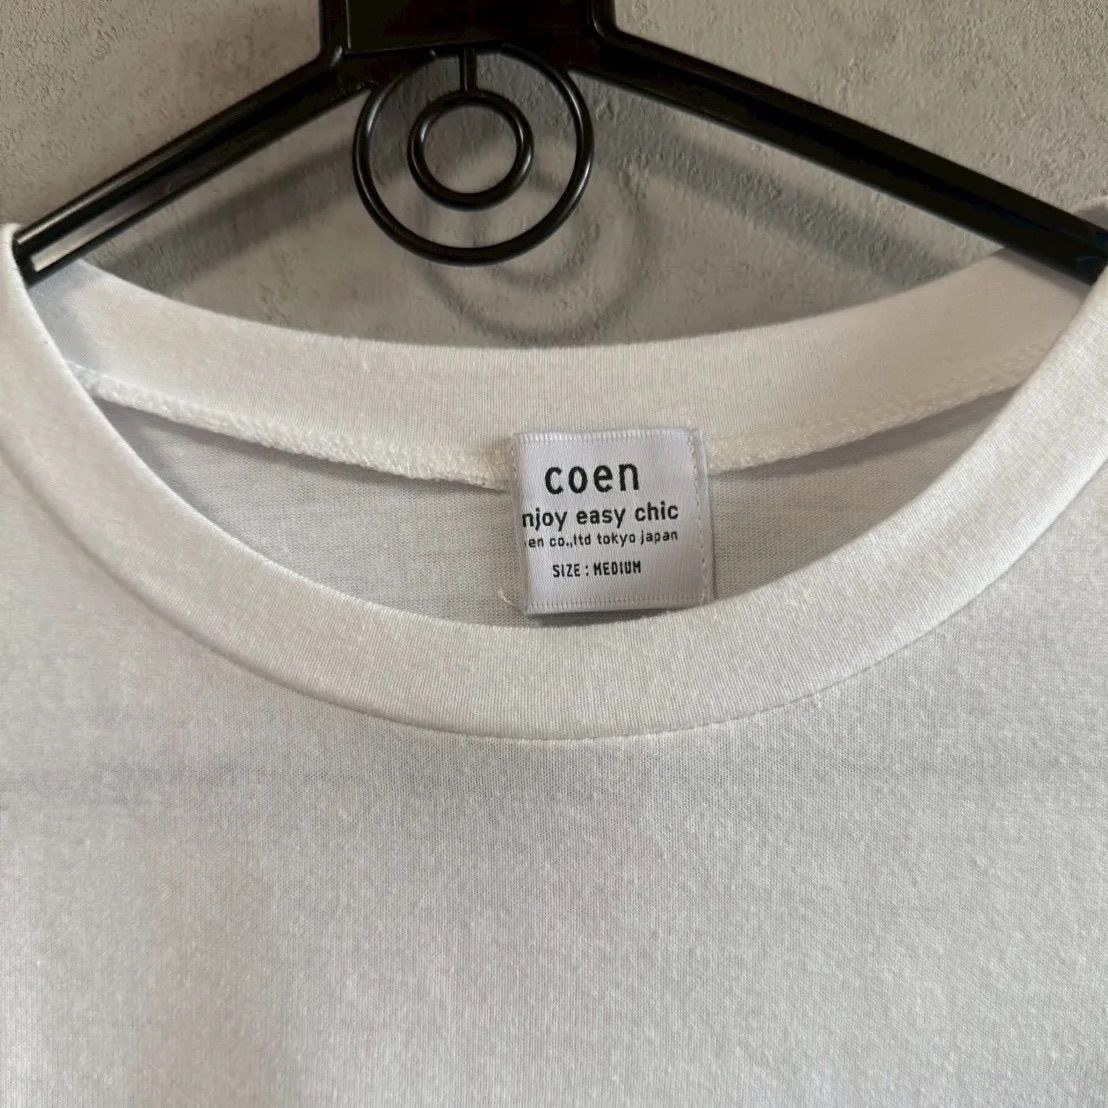 coen
njoy easy chic
en co.,ltd tokyo japan
SIZE : MEDIUM